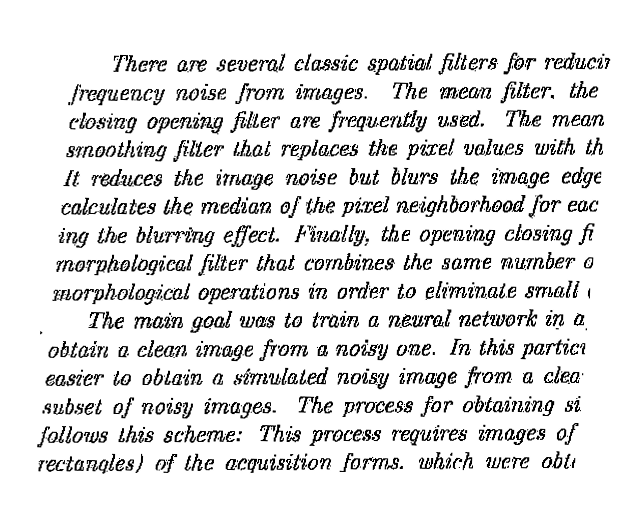 There are several classic spatial filters for reducin
frequency noise from images. The mean filter, the
closing opening filter are frequently used. The mean
smoothing filter that replaces the pixel values with th
It reduces the image noise but blurs the image edge
calculates the median of the pixel neighborhood for eac
ing the blurring effect. Finally, the opening closing fi
morphological filter that combines the same number o
morphological operations in order to eliminate small
The main goal was to train a neural network in a
obtain a clean image from a noisy one. In this particu
easier to obtain a simulated noisy image from a clea
subset of noisy images. The process for obtaining si
follows this scheme: This process requires images of
rectangles) of the acquisition forms, which were obt